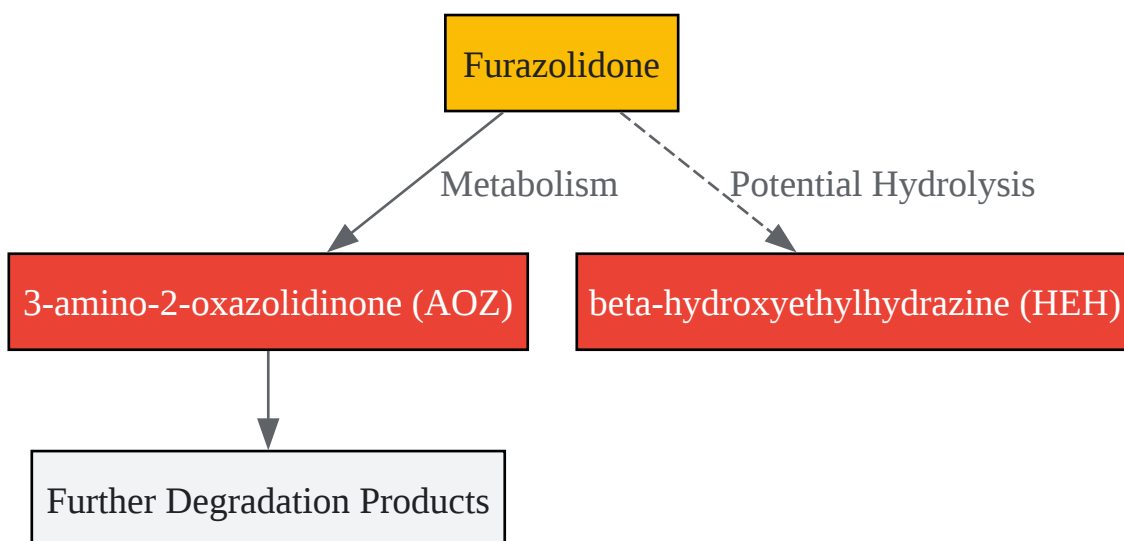 Furazolidone
Metabolism
Potential Hydrolysis
3-amino-2-oxazolidinone (AOZ)
beta-hydroxyethylhydrazine (HEH)
Further Degradation Products